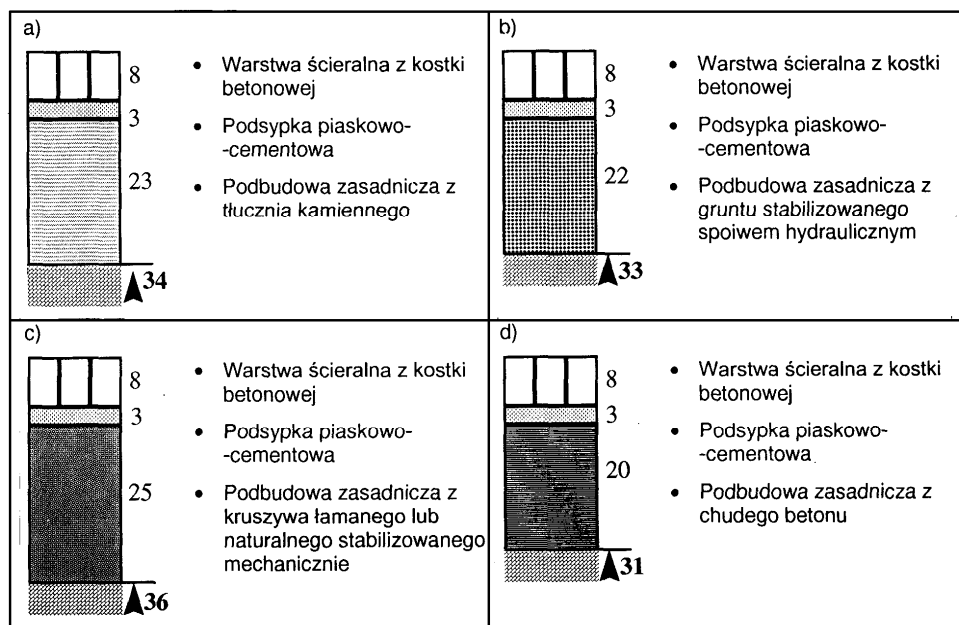 a)
8
3
23
34
• Warstwa ścieralna z kostki
betonowej
• Podsypka piaskowo-
-cementowa
• Podbudowa zasadnicza z
tłucznia kamiennego
b)
8
3
22
33
• Warstwa ścieralna z kostki
betonowej
• Podsypka piaskowo-
-cementowa
• Podbudowa zasadnicza z
gruntu stabilizowanego
spoiwem hydraulicznym
c)
8
3
25
36
• Warstwa ścieralna z kostki
betonowej
• Podsypka piaskowo-
-cementowa
• Podbudowa zasadnicza z
kruszywa łamanego lub
naturalnego stabilizowanego
mechanicznie
d)
8
3
20
31
• Warstwa ścieralna z kostki
betonowej
• Podsypka piaskowo-
-cementowa
• Podbudowa zasadnicza z
chudego betonu